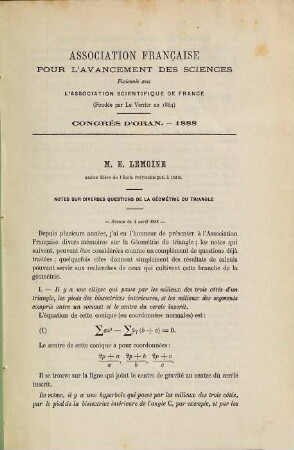 ASSOCIATION FRANÇAISE
POUR L'AVANCEMENT DES SCIENCES
Fusionnée avec
L'ASSOCIATION SCIENTIFIQUE DE FRANCE
(Fondée par Le Verrier en 1864)
CONGRÈS D'ORAN. — 1888
M. E. LEMOINE
Ancien Élève de l'École Polytechnique, à Paris.
NOTES SUR DIVERSES QUESTIONS DE LA GÉOMÉTRIE DU TRIANGLE
— Séance du avril 1888 —
Depuis plusieurs années, j'ai eu l'honneur de présenter à l'Association
Française divers mémoires sur la Géométrie du triangle; les notes qui
suivent, peuvent être considérées comme un complément de questions déjà
traitées; quoiqu'elles donnent simplement des résultats de calculs
pouvant servir aux recherches de ceux qui cultivent cette branche de la
géométrie.
I. — Il y a une ellipse qui passe par les milieux des trois côtés d'un
triangle, les pieds des bissectrices intérieures, et les milieux des segments
compris entre un sommet et le centre du cercle inscrit.
L'équation de cette conique est (en coordonnées normales) est:
(1) ∑ax² — ∑yz (b + c) = 0.
Le centre de cette conique a pour coordonnées:
2p + a / a, 2p + b / b, 2p + c / c.
Il se trouve sur la ligne qui joint le centre de gravité au centre du cercle
inscrit.
De même, il y a une hyperbole qui passe par les milieux des trois côtés,
par le pied de la bissectrice intérieure de l'angle C, par exemple, et par les